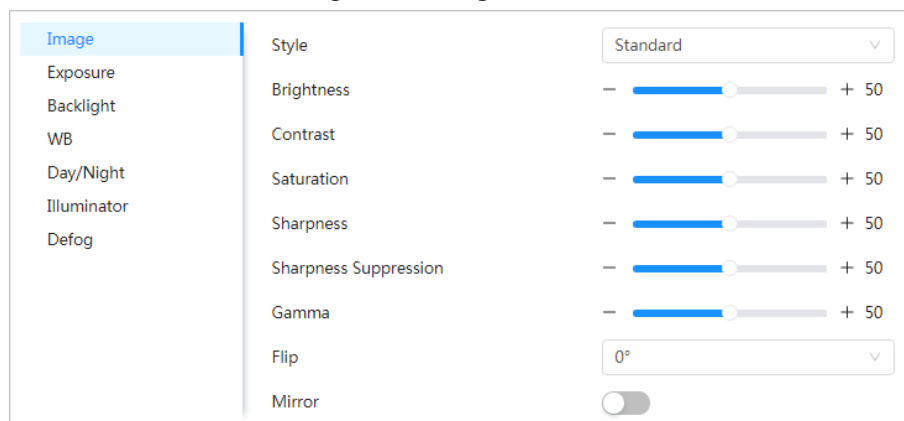 Image
Exposure
Backlight
WB
Day/Night
Illuminator
Defog
Style Standard
Brightness − + 50
Contrast − + 50
Saturation − + 50
Sharpness − + 50
Sharpness Suppression − + 50
Gamma − + 50
Flip 0°
Mirror